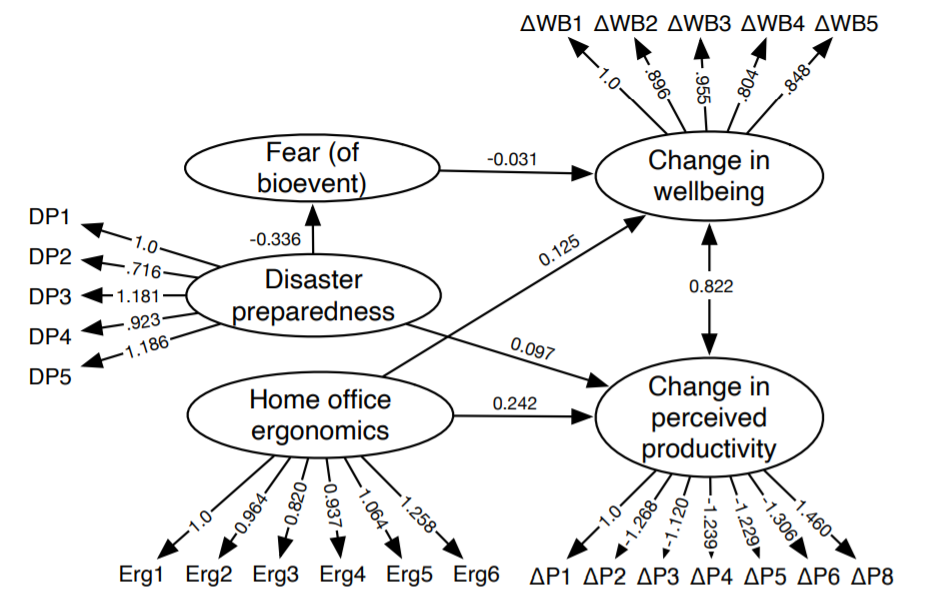 ΔWB1 ΔWB2 ΔWB3 ΔWB4 ΔWB5
1.0 .896 .955 .804 .848
Fear (of
bioevent)
-0.031
Change in
wellbeing
DP1
DP2
DP3
DP4
DP5
1.0
.716
1.181
.923
1.186
-0.336
Disaster
preparedness
0.125
0.822
0.097
Home office
ergonomics
0.242
Change in
perceived
productivity
1.0 0.964 0.820 0.937 1.064 1.258
Erg1 Erg2 Erg3 Erg4 Erg5 Erg6
1.0 -1.268 -1.120 -1.239 -1.229 -1.306 1.460
ΔP1 ΔP2 ΔP3 ΔP4 ΔP5 ΔP6 ΔP8